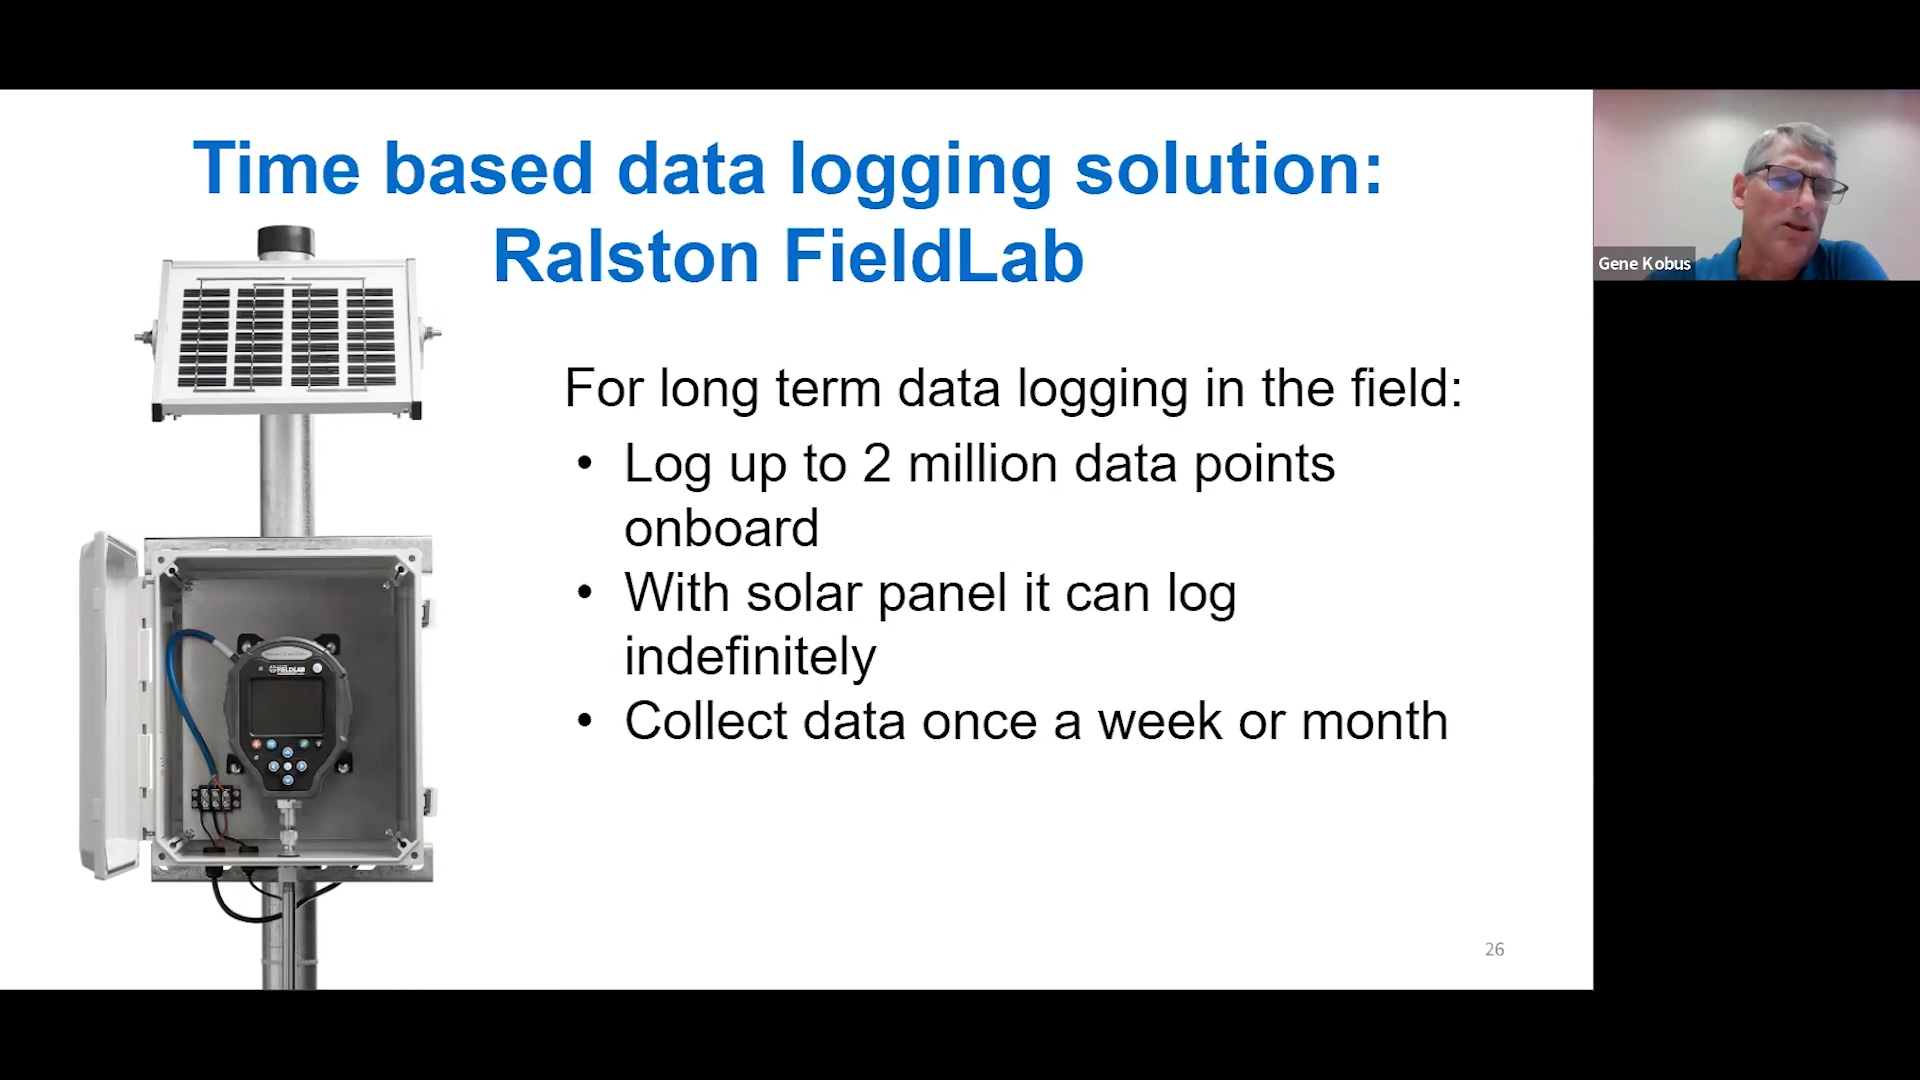 Time based data logging solution:
Ralston FieldLab
For long term data logging in the field:
• Log up to 2 million data points
onboard
• With solar panel it can log
indefinitely
• Collect data once a week or month
26
Gene Kobus
FIELDLAB